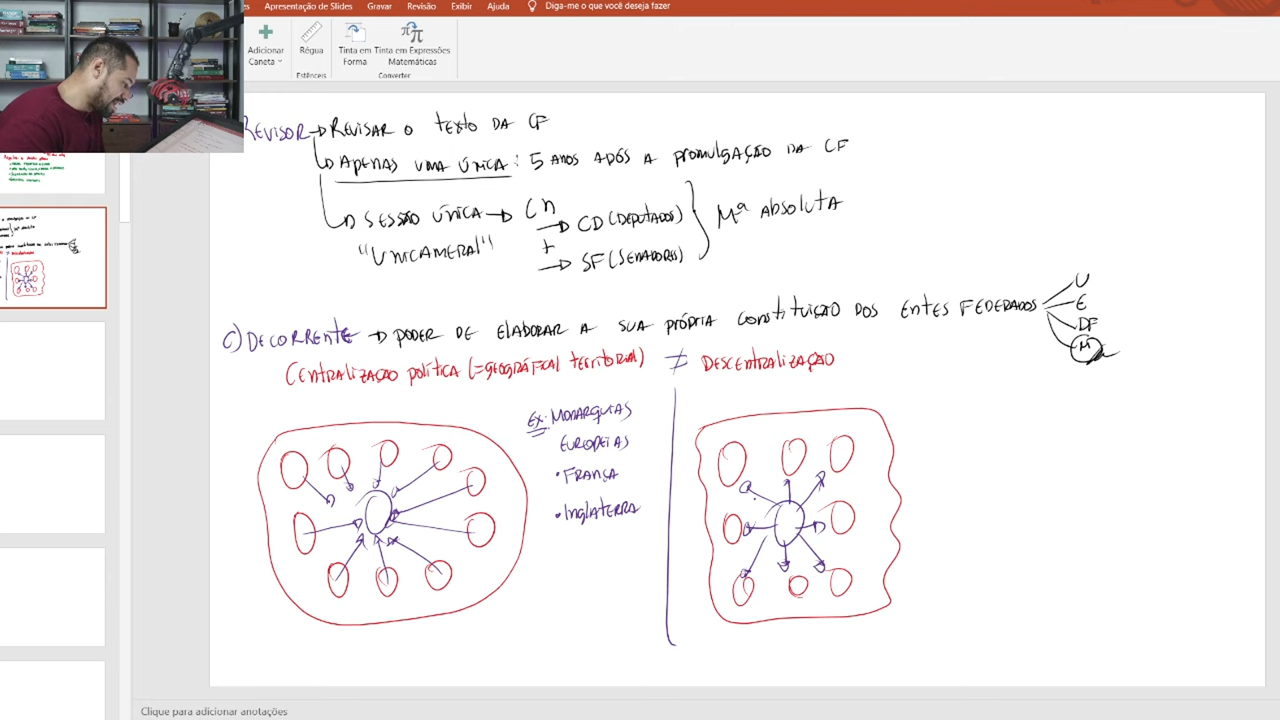 Apresentação de Slides Gravar Revisão Exibir Ajuda Diga-me o que você deseja fazer
Adicionar Caneta
Régua
Tinta em Forma
Tinta em Expressões Matemáticas
Estênceis
Converter
REVISOR → REVISAR O TEXTO DA CF
→ APENAS UMA ÚNICA: 5 ANOS APÓS A PROMULGAÇÃO DA CF
→ SESSÃO ÚNICA → CN → CD (DEPUTADOS)
"UNICAMERAL" + → SF (SENADORES)
Mª ABSOLUTA
C) DECORRENTE → PODER DE ELABORAR A SUA PRÓPRIA CONSTITUIÇÃO DOS ENTES FEDERADOS
U
E
DF
M
CENTRALIZAÇÃO POLÍTICA (=GEOGRÁFICA/ TERRITORIAL) ≠ DESCENTRALIZAÇÃO
EX: MONARQUIAS
EUROPEIAS
• FRANÇA
• INGLATERRA
Clique para adicionar anotações